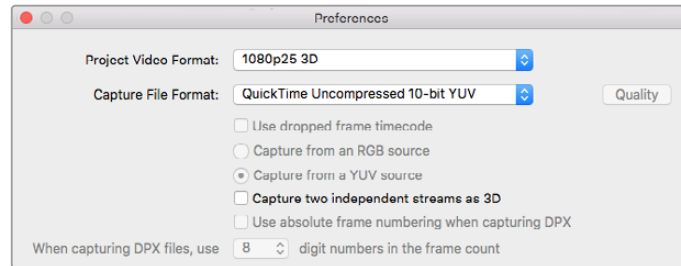 Preferences
Project Video Format: 1080p25 3D
Capture File Format: QuickTime Uncompressed 10-bit YUV Quality
Use dropped frame timecode
Capture from an RGB source
Capture from a YUV source
Capture two independent streams as 3D
Use absolute frame numbering when capturing DPX
When capturing DPX files, use 8 digit numbers in the frame count